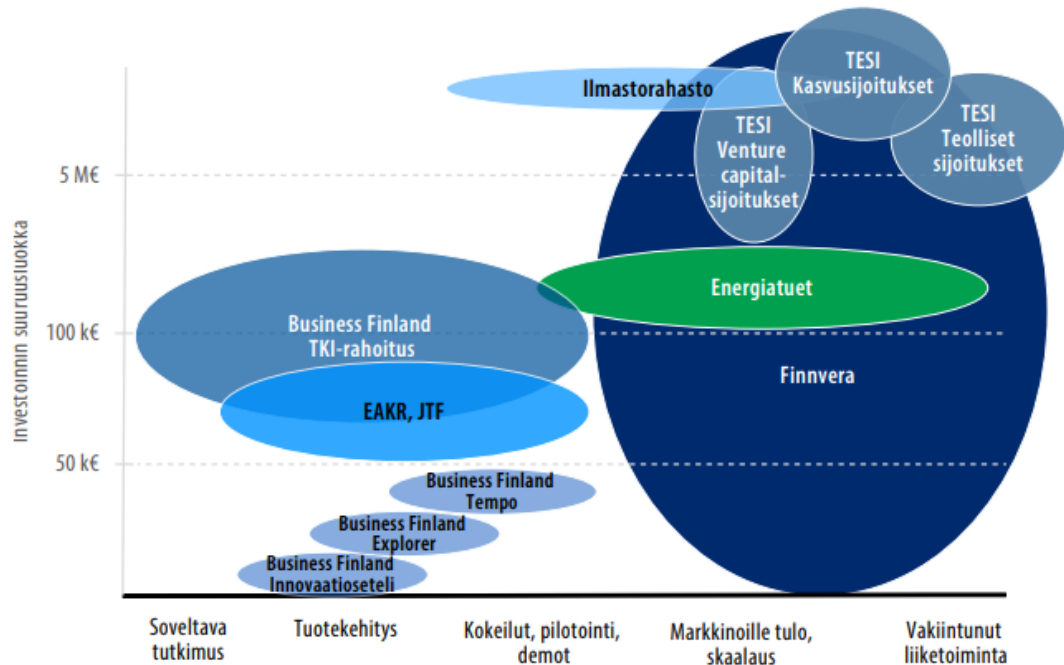 TESI
Kasvusijoitukset
Ilmastorahasto
TESI
Teolliset
sijoitukset
TESI
Venture
capital-
sijoitukset
5 M€
Investoinnin suuruusluokka
Energiatuet
Business Finland
TKI-rahoitus
100 k€
Finnvera
EAKR, JTF
50 k€
Business Finland
Tempo
Business Finland
Explorer
Business Finland
Innovaatioseteli
Soveltava
tutkimus
Tuotekehitys
Kokeilut, pilotointi,
demot
Markkinoille tulo,
skaalaus
Vakiintunut
liiketoiminta